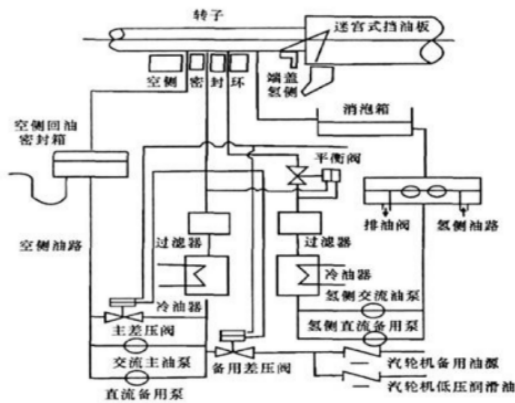 转子
迷宫式挡油板
空侧 密封环
端盖
氢侧
消泡箱
空侧回油
密封箱
平衡阀
排油阀 氢侧油路
空侧油路
过滤器
过滤器
冷油器
冷油器
氢侧交流油泵
主差压阀
氢侧直流备用泵
交流主油泵
备用差压阀
汽轮机备用油源
直流备用泵
汽轮机低压润滑油